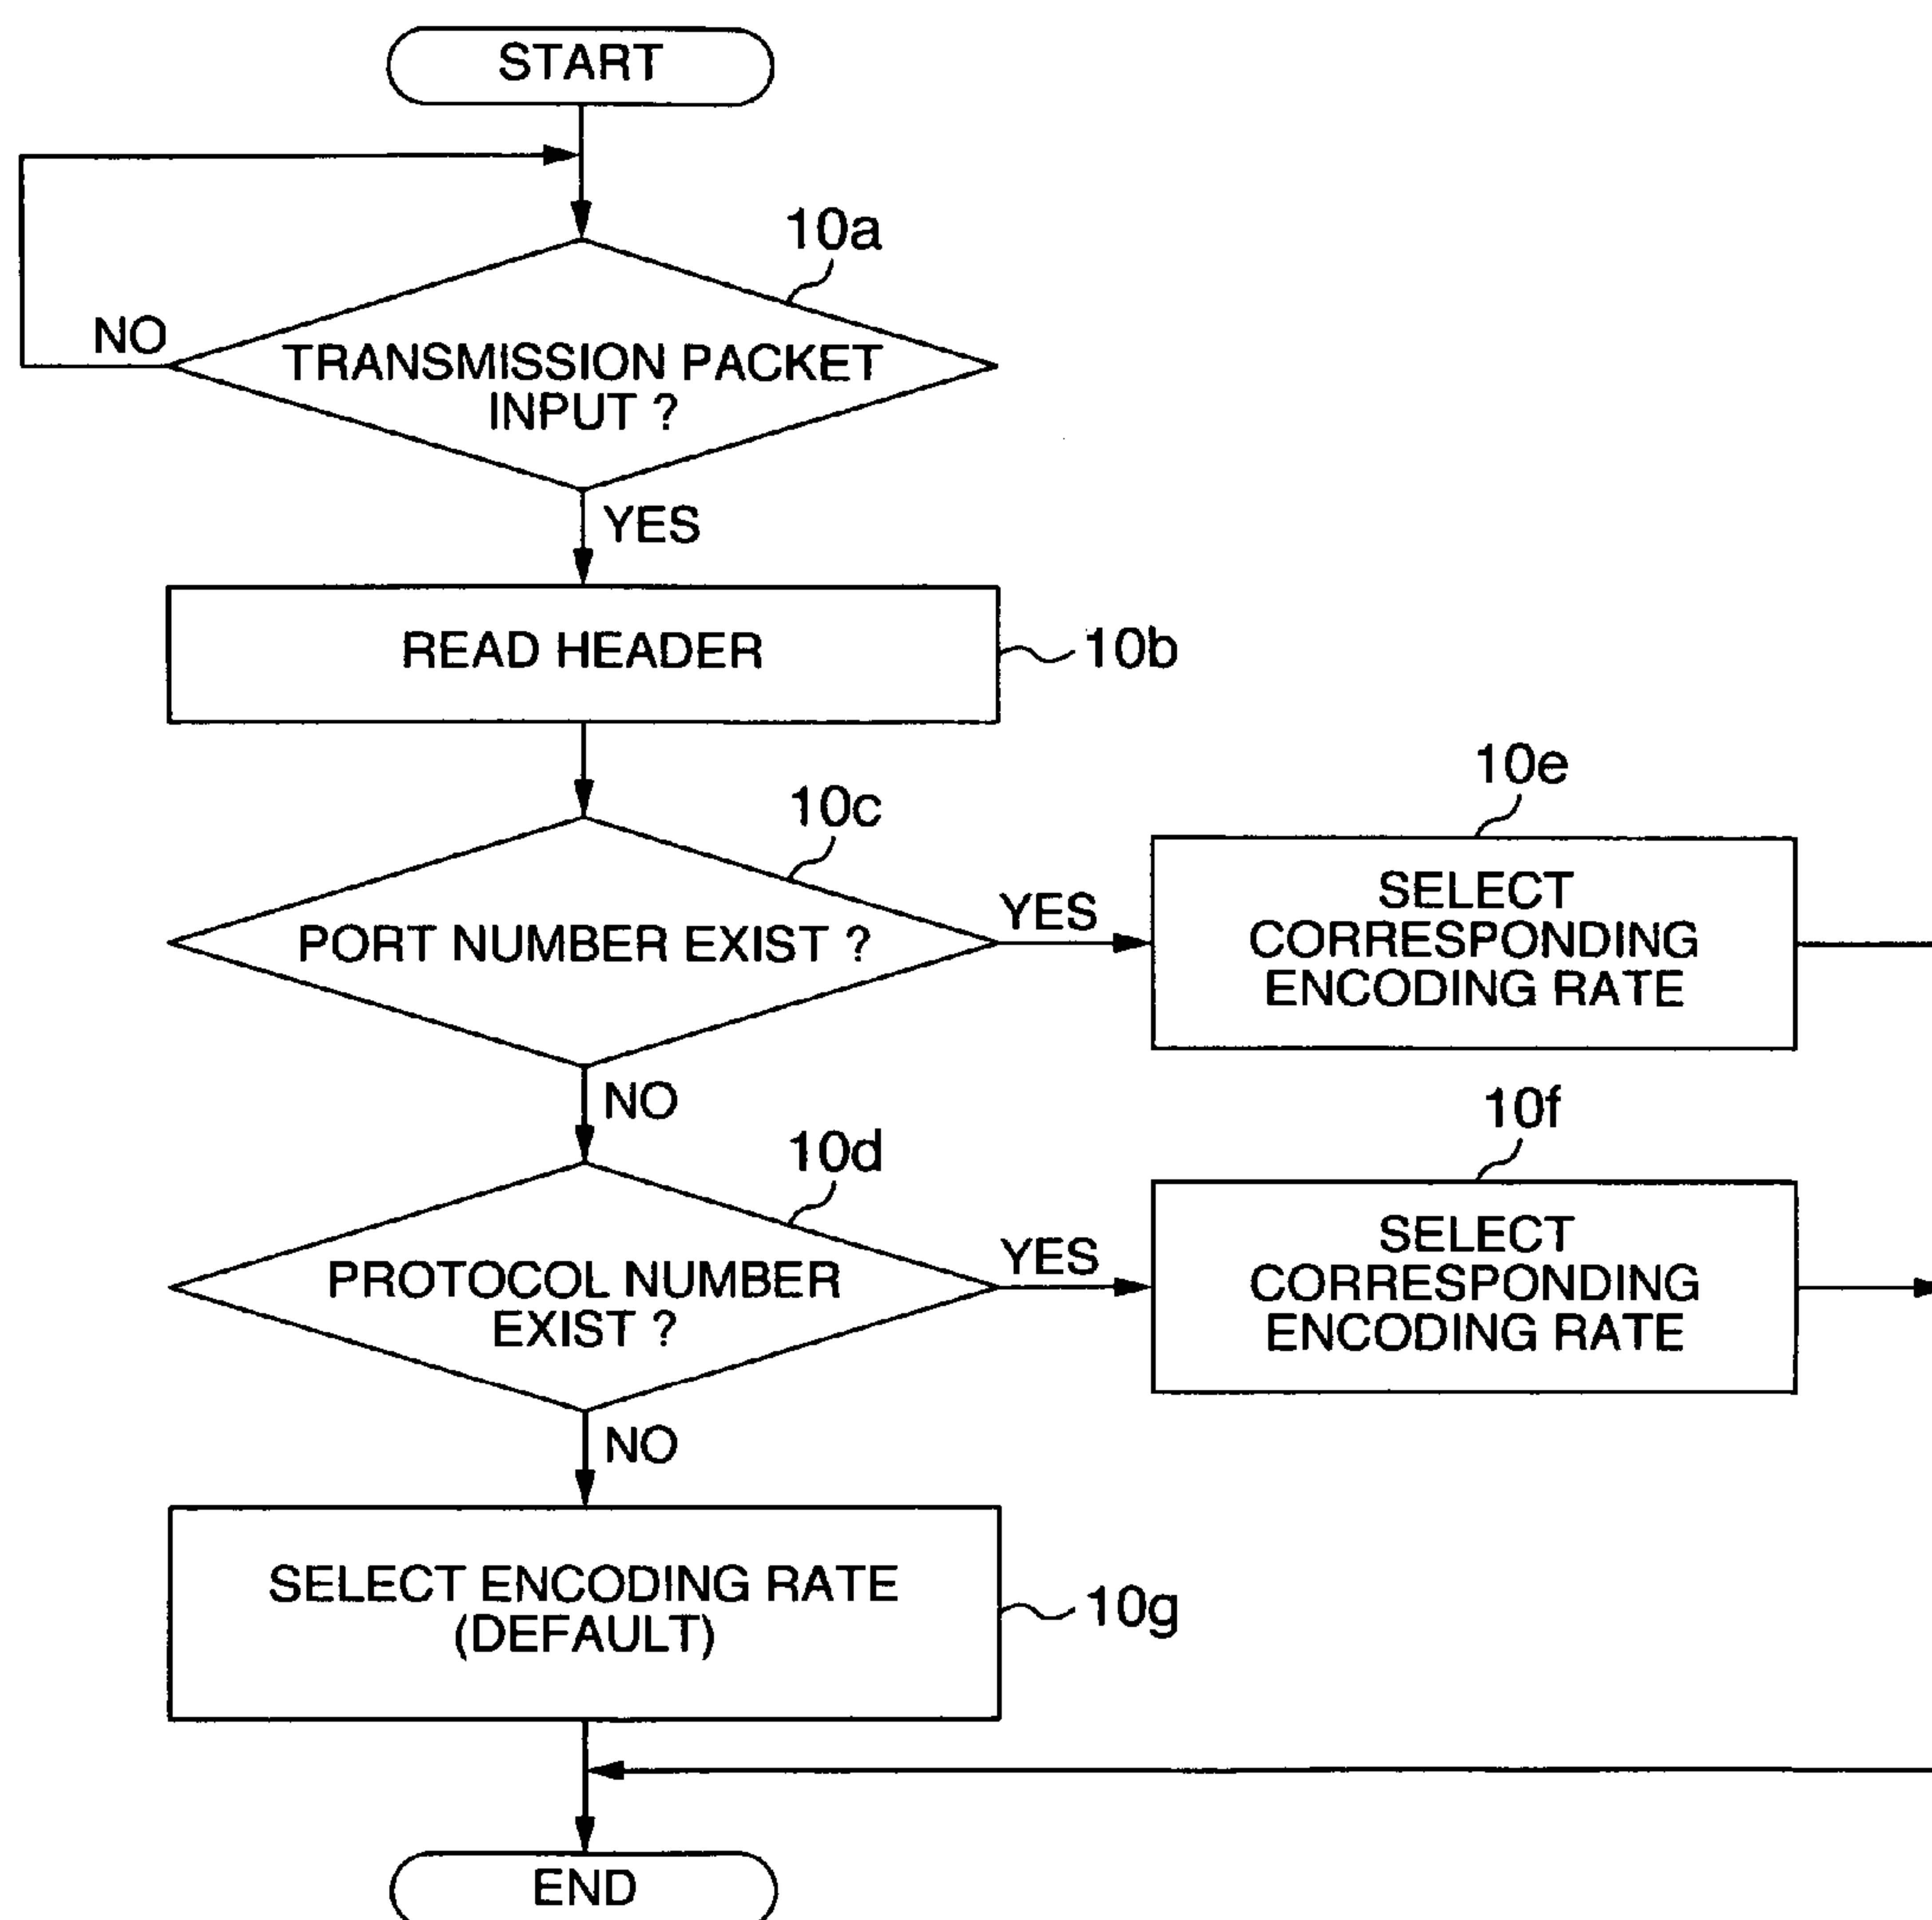 START
10a
NO
TRANSMISSION PACKET
INPUT ?
YES
READ HEADER
10b
10c
10e
PORT NUMBER EXIST ?
YES
SELECT
CORRESPONDING
ENCODING RATE
NO
10d
10f
PROTOCOL NUMBER
EXIST ?
YES
SELECT
CORRESPONDING
ENCODING RATE
NO
SELECT ENCODING RATE
(DEFAULT)
10g
END